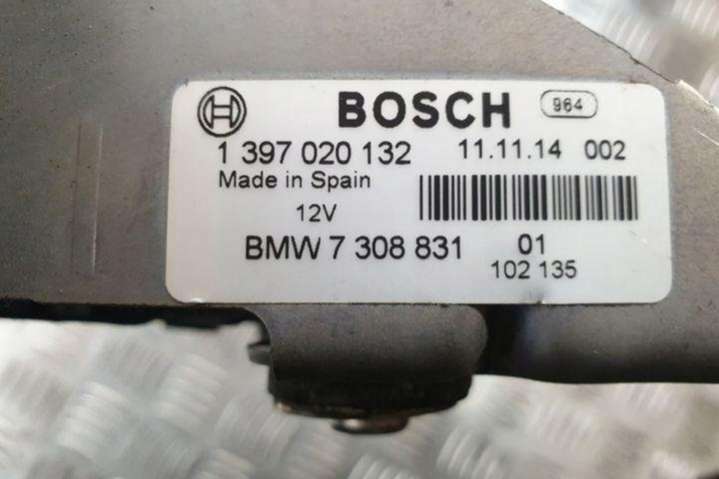 BOSCH 964
1 397 020 132 11.11.14 002
Made in Spain
12V
BMW 7 308 831 01
102 135